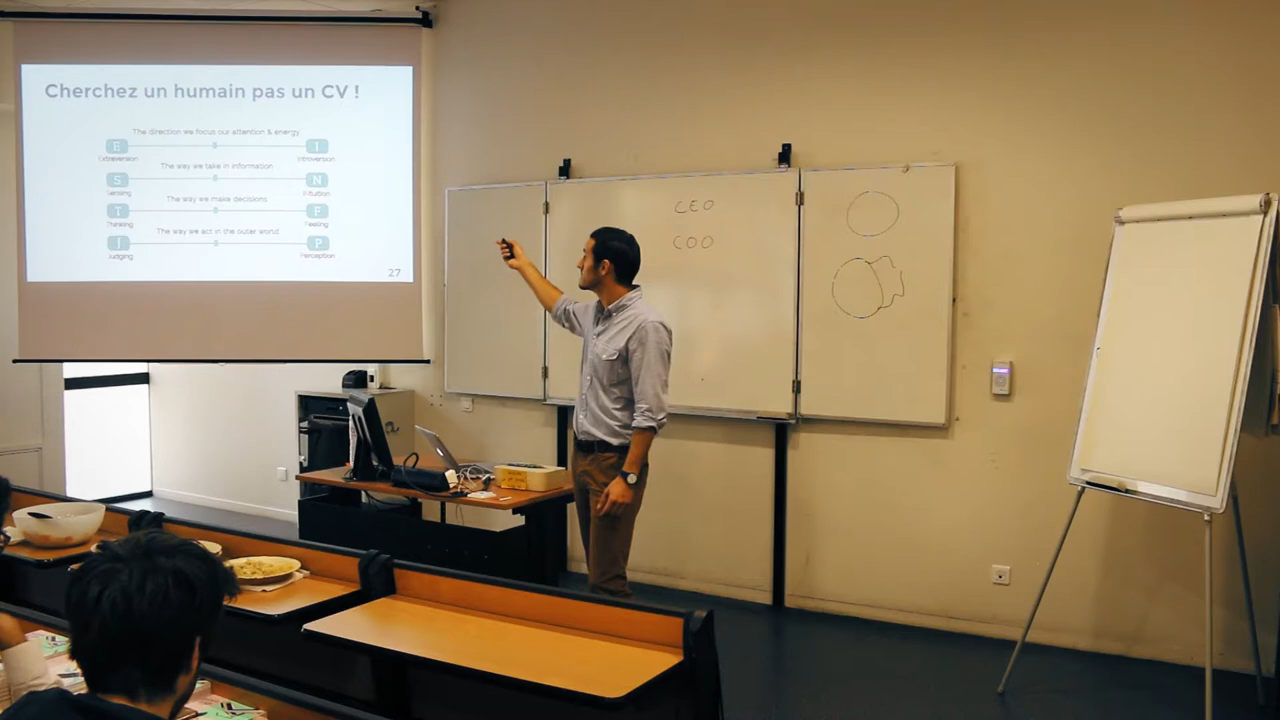 Cherchez un humain pas un CV !
The direction we focus our attention & energy
E I
Extraversion Introversion
The way we take in information
S N
Sensing iNtuition
The way we make decisions
T F
Thinking Feeling
The way we act in the outer world
J P
Judging Perception
27
CEO
COO